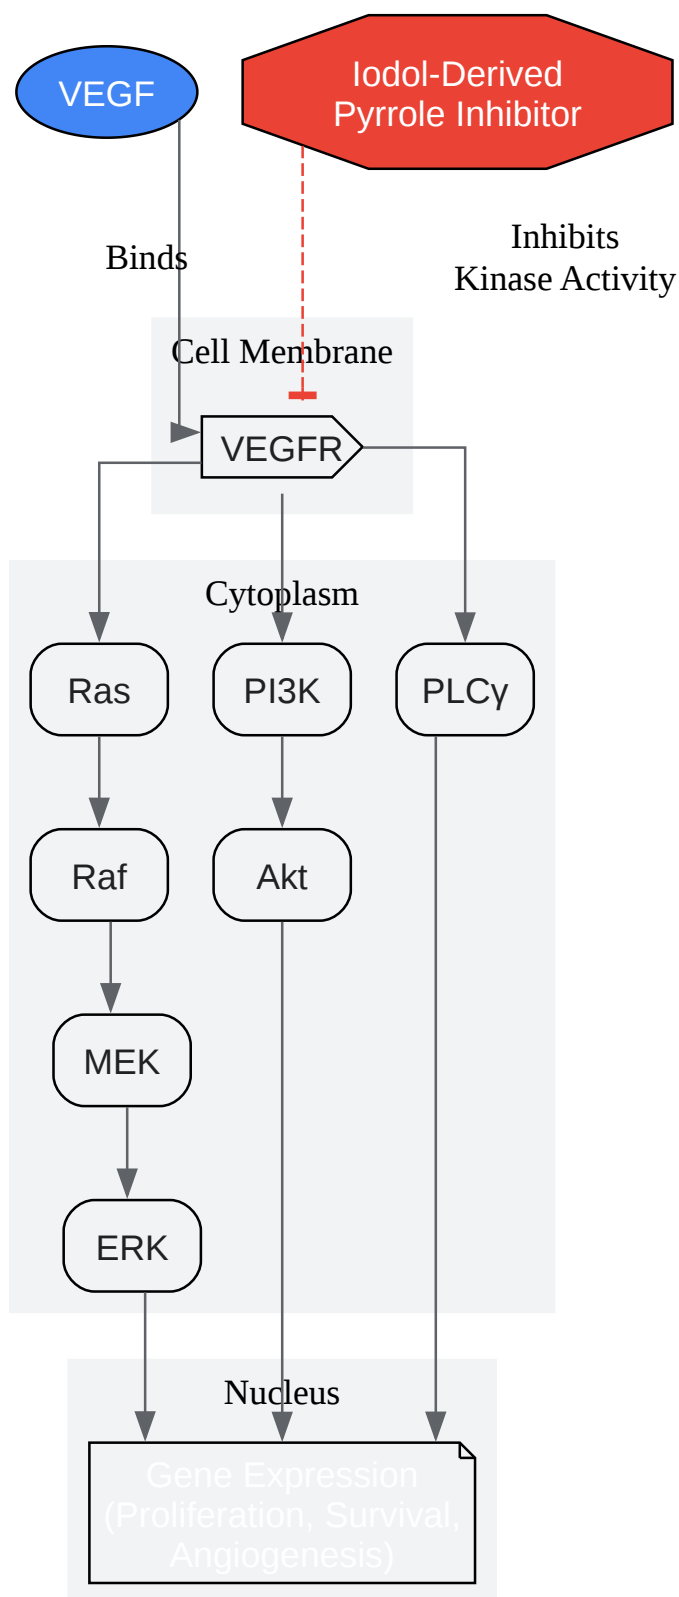 VEGF
Iodol-Derived
Pyrrole Inhibitor
Binds
Inhibits
Kinase Activity
Cell Membrane
VEGFR
Cytoplasm
Ras
PI3K
PLCγ
Raf
Akt
MEK
ERK
Nucleus
Gene Expression
(Proliferation, Survival,
Angiogenesis)